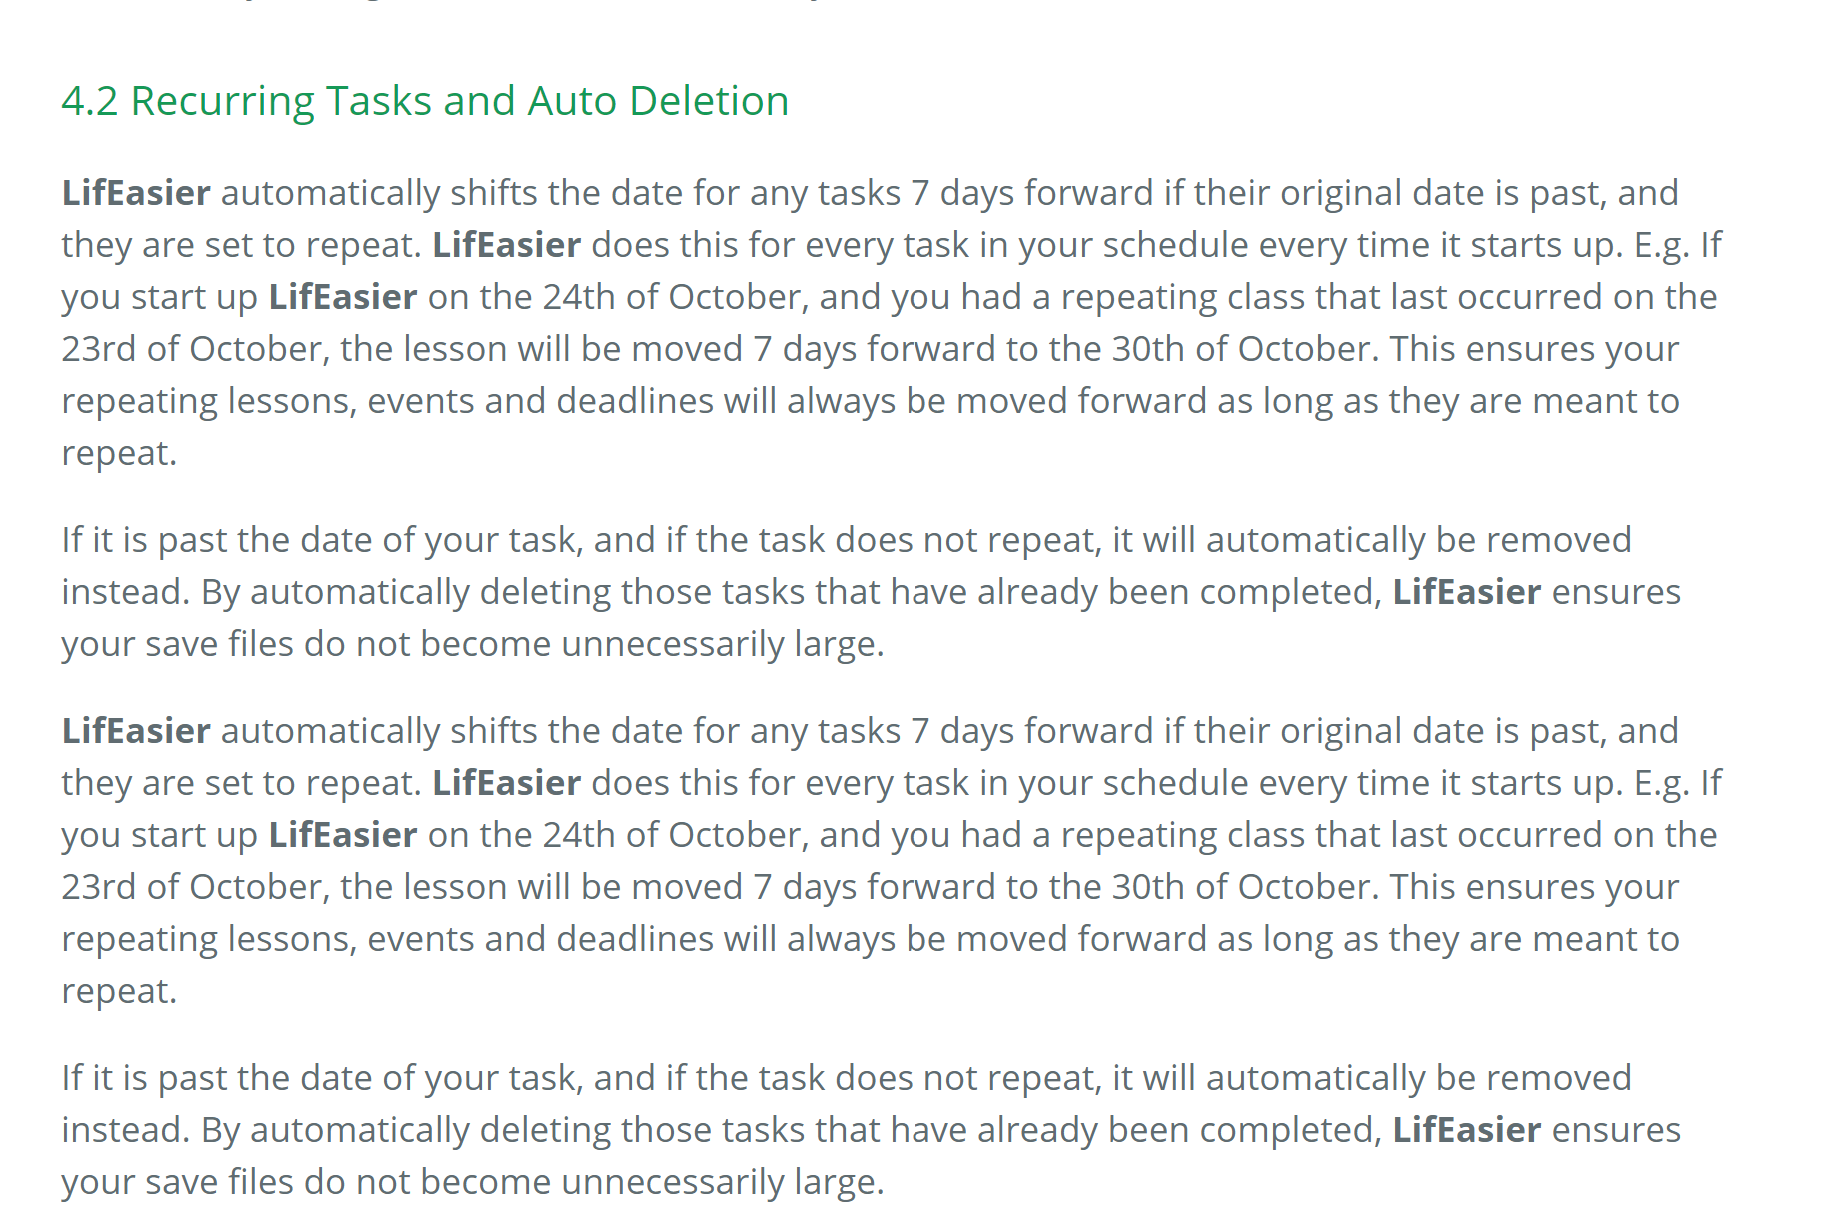 4.2 Recurring Tasks and Auto Deletion
LifEasier automatically shifts the date for any tasks 7 days forward if their original date is past, and
they are set to repeat. LifEasier does this for every task in your schedule every time it starts up. E.g. If
you start up LifEasier on the 24th of October, and you had a repeating class that last occurred on the
23rd of October, the lesson will be moved 7 days forward to the 30th of October. This ensures your
repeating lessons, events and deadlines will always be moved forward as long as they are meant to
repeat.
If it is past the date of your task, and if the task does not repeat, it will automatically be removed
instead. By automatically deleting those tasks that have already been completed, LifEasier ensures
your save files do not become unnecessarily large.
LifEasier automatically shifts the date for any tasks 7 days forward if their original date is past, and
they are set to repeat. LifEasier does this for every task in your schedule every time it starts up. E.g. If
you start up LifEasier on the 24th of October, and you had a repeating class that last occurred on the
23rd of October, the lesson will be moved 7 days forward to the 30th of October. This ensures your
repeating lessons, events and deadlines will always be moved forward as long as they are meant to
repeat.
If it is past the date of your task, and if the task does not repeat, it will automatically be removed
instead. By automatically deleting those tasks that have already been completed, LifEasier ensures
your save files do not become unnecessarily large.